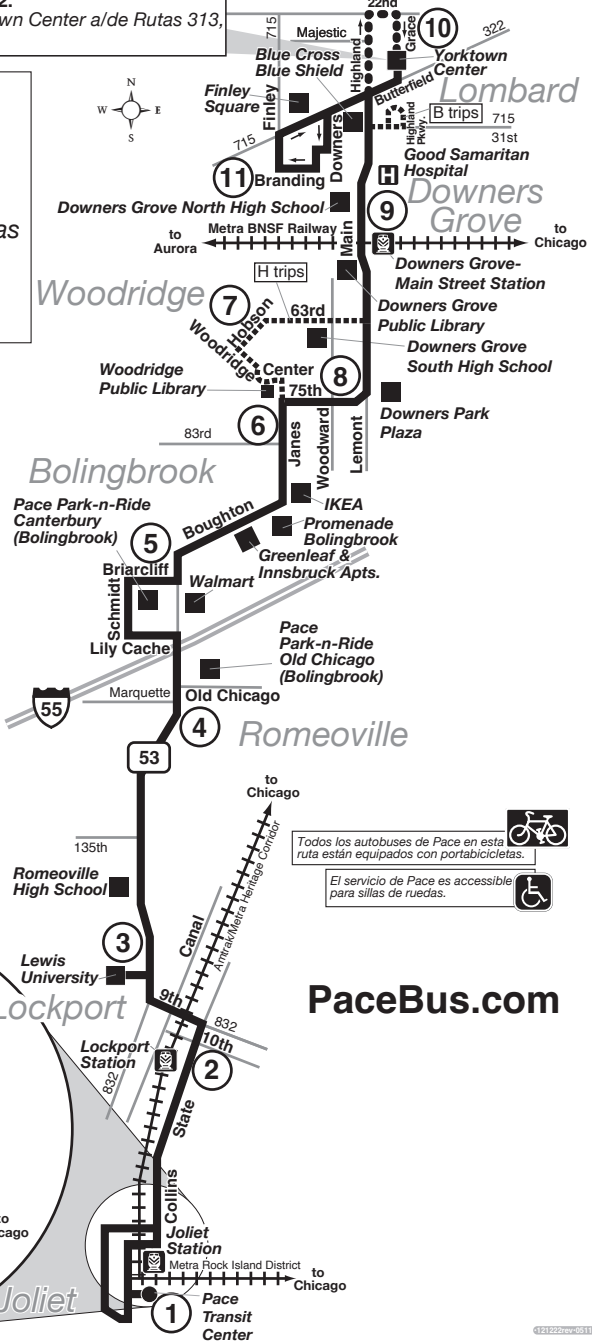 2.
wn Center a/de Rutas 313,
as
22nd
715
Majestic
Highland
Grace
10
322
Blue Cross
Blue Shield
Yorktown
Center
Butterfield
Lombard
Finley
Square
Finley
Downers
Highland
Pkwy.
B trips
715
31st
715
Good Samaritan
Hospital
H
11
Branding
Downers
Grove
Downers Grove North High School
9
N
W
E
S
Metra BNSF Railway
Main
to
Aurora
to
Chicago
Downers Grove-
Main Street Station
H trips
Woodridge
7
Hobson
63rd
Downers Grove
Public Library
Woodridge
Downers Grove
South High School
Woodridge
Public Library
Center
8
75th
6
Downers Park
Plaza
83rd
Janes
Woodward
Lemont
Bolingbrook
IKEA
Pace Park-n-Ride
Canterbury
(Bolingbrook)
Boughton
Promenade
Bolingbrook
5
Greenleaf &
Innsbruck Apts.
Briarcliff
Walmart
Schmidt
Lily Cache
Pace
Park-n-Ride
Old Chicago
(Bolingbrook)
55
Marquette
Old Chicago
4
Romeoville
53
to
Chicago
135th
Amtrak/Metra Heritage Corridor
Todos los autobuses de Pace en esta
ruta están equipados con portabicicletas.
El servicio de Pace es accessible
para sillas de ruedas.
Romeoville
High School
3
Canal
Lewis
University
Lockport
9th
PaceBus.com
832
10th
Lockport
Station
2
832
State
Collins
to
cago
Joliet
Station
Metra Rock Island District
to
Chicago
Joliet
1
Pace
Transit
Center